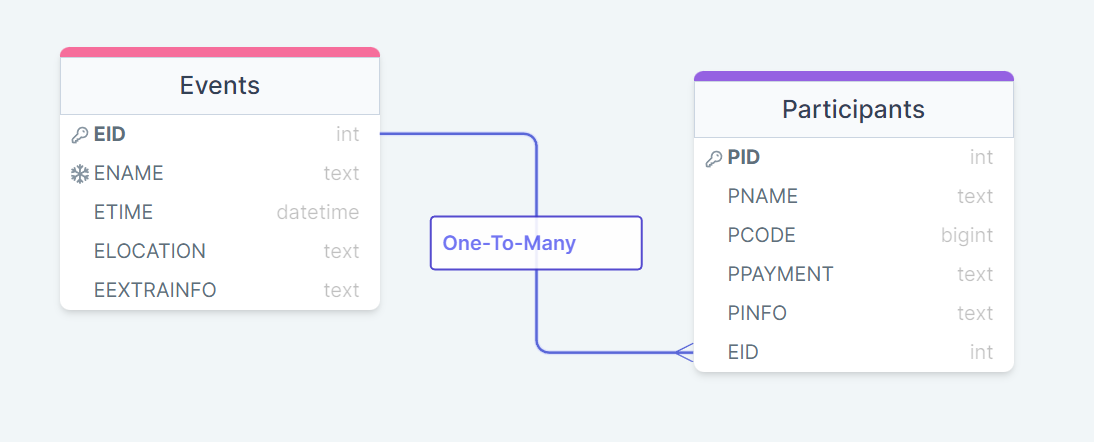 Events
EID int
ENAME text
ETIME datetime
ELOCATION text
EEXTRAINFO text
One-To-Many
Participants
PID int
PNAME text
PCODE bigint
PPAYMENT text
PINFO text
EID int